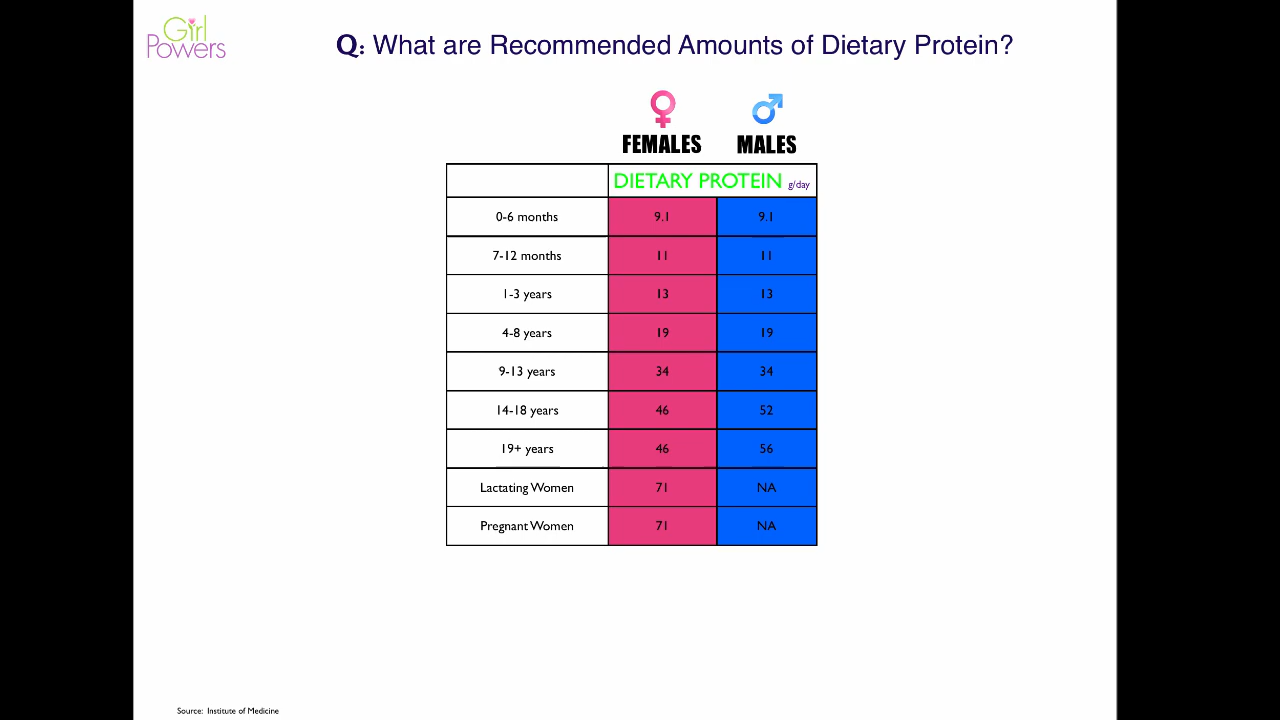 Girl
Powers
Q: What are Recommended Amounts of Dietary Protein?
FEMALES MALES
DIETARY PROTEIN g/day
0-6 months 9.1 9.1
7-12 months 11 11
1-3 years 13 13
4-8 years 19 19
9-13 years 34 34
14-18 years 46 52
19+ years 46 56
Lactating Women 71 NA
Pregnant Women 71 NA
Source: Institute of Medicine